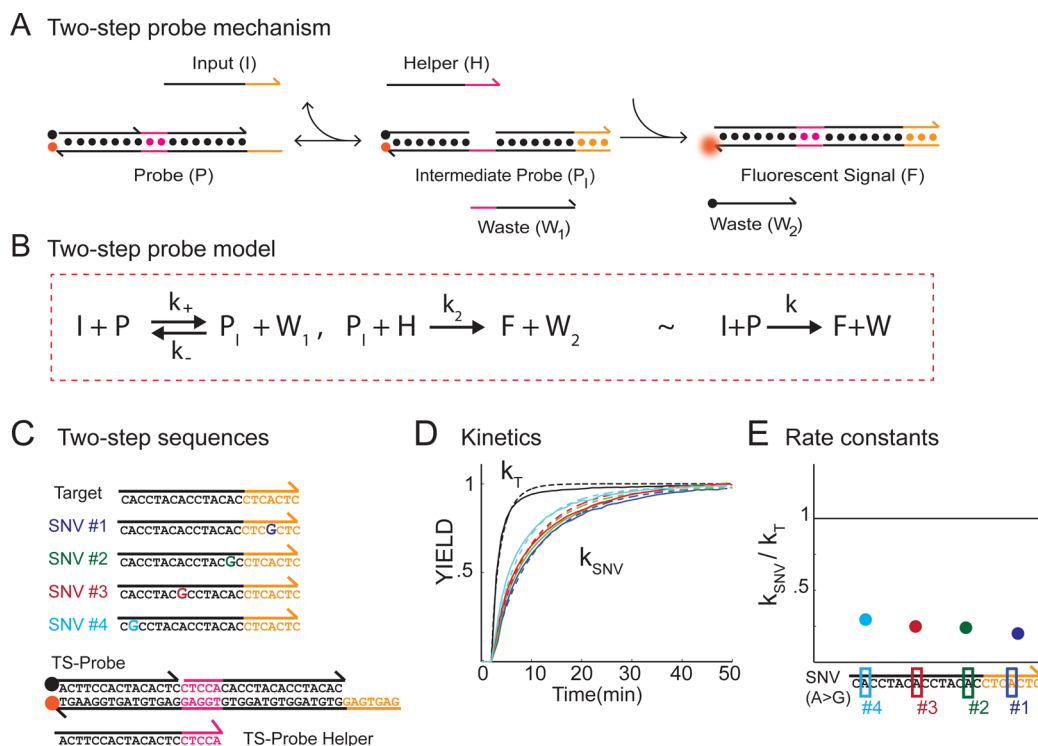 A Two-step probe mechanism
Input (I)
Helper (H)
Probe (P)
Intermediate Probe (P_I)
Fluorescent Signal (F)
Waste (W_1)
Waste (W_2)
B Two-step probe model
I + P k_+ k_- P_I + W_1 , P_I + H k_2 F + W_2 ~ I+P k F+W
C Two-step sequences
Target
CACCTACACCTACACCTCACTC
SNV #1
CACCTACACCTACACCTCGCTC
SNV #2
CACCTACACCTACGCCTCACTC
SNV #3
CACCTACGCCTACACCTCACTC
SNV #4
CGCCTACACCTACACCTCACTC
TS-Probe
ACTTCCACTACACTCCTCCACACCTACACCTACAC
TGAAGGTGATGTGAGGAGGTGTGGATGTGGATGTGGAGTGAG
ACTTCCACTACACTCCTCCA
TS-Probe Helper
D Kinetics
k_T
k_SNV
YIELD
1
.5
0
10
20
30
40
50
Time(min)
E Rate constants
k_SNV / k_T
1
.5
0
SNV
(A>G)
CACCTACACCTACACCTCACTC
#4
#3
#2
#1